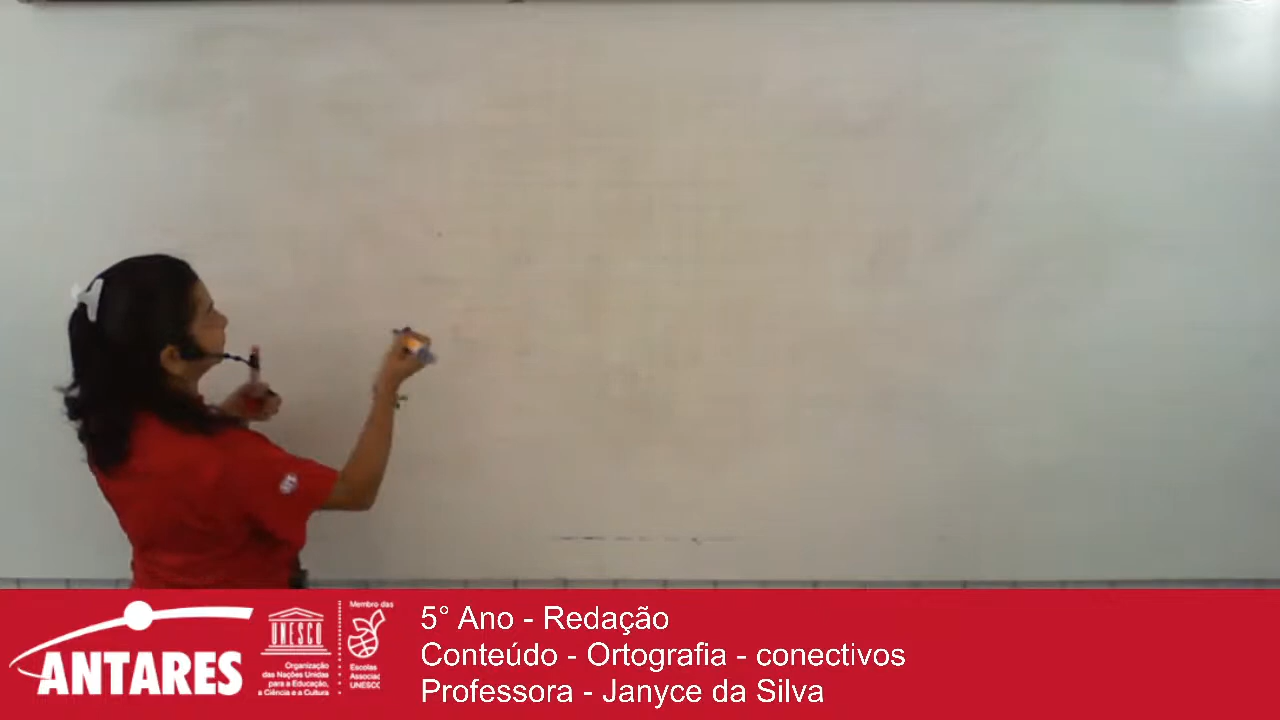 5° Ano - Redação
Conteúdo - Ortografia - conectivos
Professora - Janyce da Silva
ANTARES
UNESCO
Organização
das Nações Unidas
para a Educação,
a Ciência e a Cultura
Membro das
Escolas
Associad
UNESCO